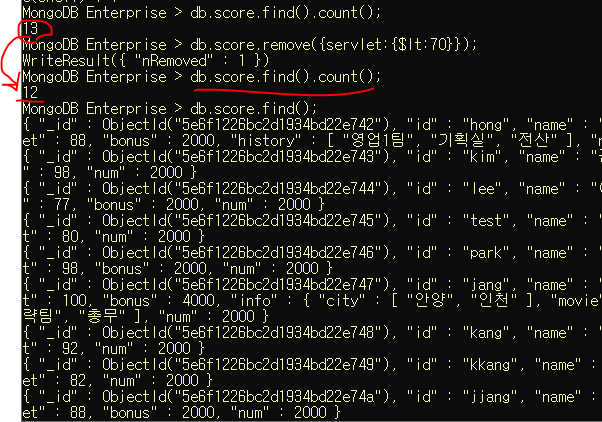 MongoDB Enterprise > db.score.find().count();
13
MongoDB Enterprise > db.score.remove({servlet:{$lt:70}});
WriteResult({ "nRemoved" : 1 })
MongoDB Enterprise > db.score.find().count();
12
MongoDB Enterprise > db.score.find();
{ "_id" : ObjectId("5e6f1226bc2d1934bd22e742"), "id" : "hong", "name" :
et" : 88, "bonus" : 2000, "history" : [ "영업1팀", "기획실", "전산" ], "n
{ "_id" : ObjectId("5e6f1226bc2d1934bd22e743"), "id" : "kim", "name" :
" : 98, "num" : 2000 }
{ "_id" : ObjectId("5e6f1226bc2d1934bd22e744"), "id" : "lee", "name" :
" : 77, "bonus" : 2000, "num" : 2000 }
{ "_id" : ObjectId("5e6f1226bc2d1934bd22e745"), "id" : "test", "name" :
t" : 80, "num" : 2000 }
{ "_id" : ObjectId("5e6f1226bc2d1934bd22e746"), "id" : "park", "name" :
t" : 98, "bonus" : 2000, "num" : 2000 }
{ "_id" : ObjectId("5e6f1226bc2d1934bd22e747"), "id" : "jang", "name" :
t" : 100, "bonus" : 4000, "info" : { "city" : [ "안양", "인천" ], "movie"
략팀", "총무" ], "num" : 2000 }
{ "_id" : ObjectId("5e6f1226bc2d1934bd22e748"), "id" : "kang", "name" :
t" : 92, "num" : 2000 }
{ "_id" : ObjectId("5e6f1226bc2d1934bd22e749"), "id" : "kkang", "name" :
et" : 82, "num" : 2000 }
{ "_id" : ObjectId("5e6f1226bc2d1934bd22e74a"), "id" : "jjang", "name" :
et" : 88, "bonus" : 2000, "num" : 2000 }